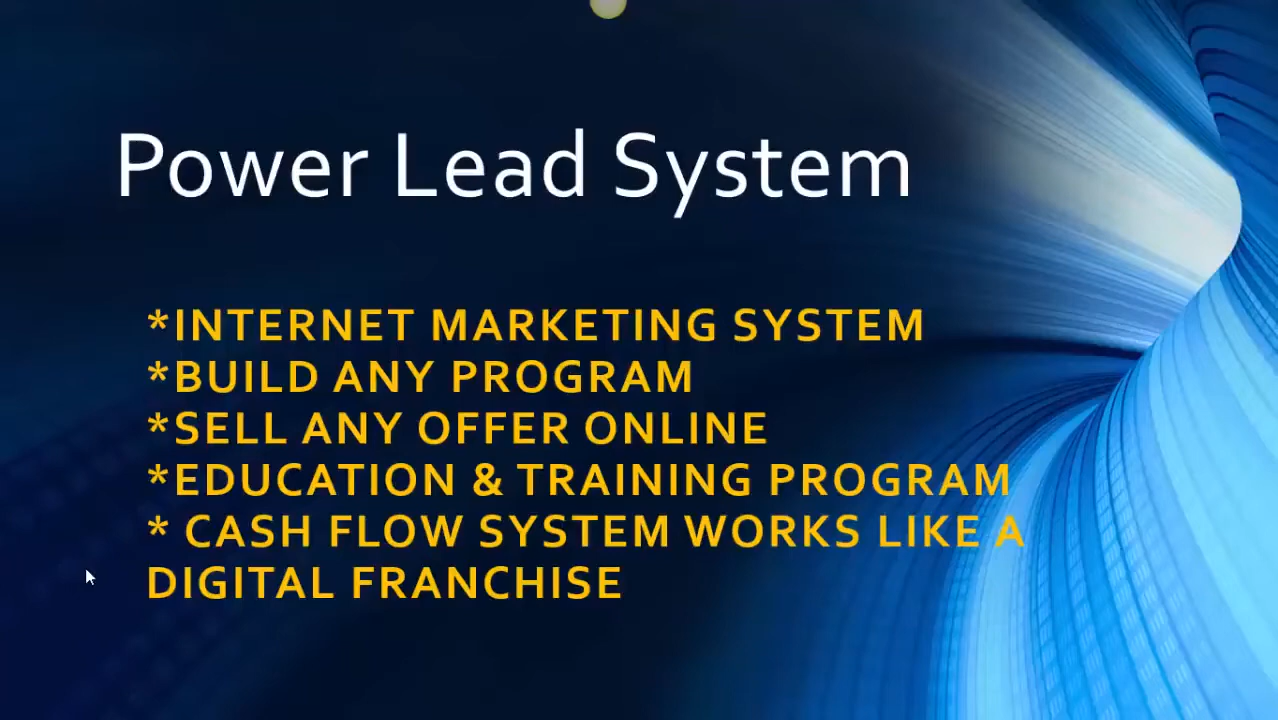 Power Lead System
*INTERNET MARKETING SYSTEM
*BUILD ANY PROGRAM
*SELL ANY OFFER ONLINE
*EDUCATION & TRAINING PROGRAM
* CASH FLOW SYSTEM WORKS LIKE A
DIGITAL FRANCHISE